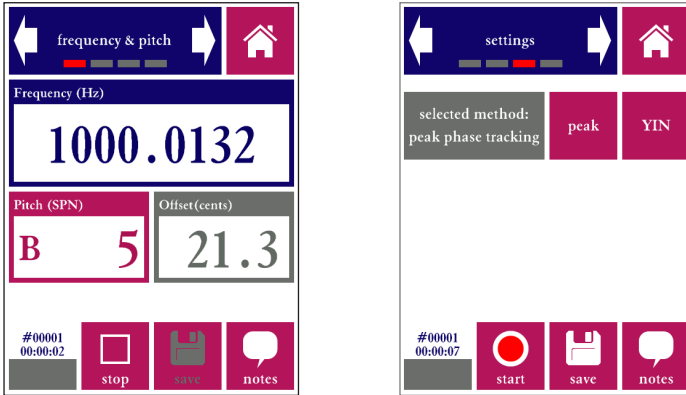 frequency & pitch
Frequency (Hz)
1000.0132
Pitch (SPN)
B 5
Offset(cents)
21.3
#00001
00:00:02
stop
save
notes
settings
selected method:
peak phase tracking
peak
YIN
#00001
00:00:07
start
save
notes